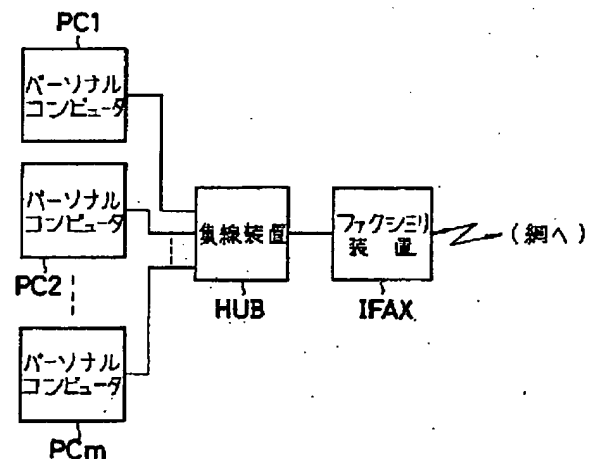 PC1
パーソナル
コンピュータ
パーソナル
コンピュータ
PC2
集線装置
HUB
ファクシミリ
装置
IFAX
(網へ)
パーソナル
コンピュータ
PCm